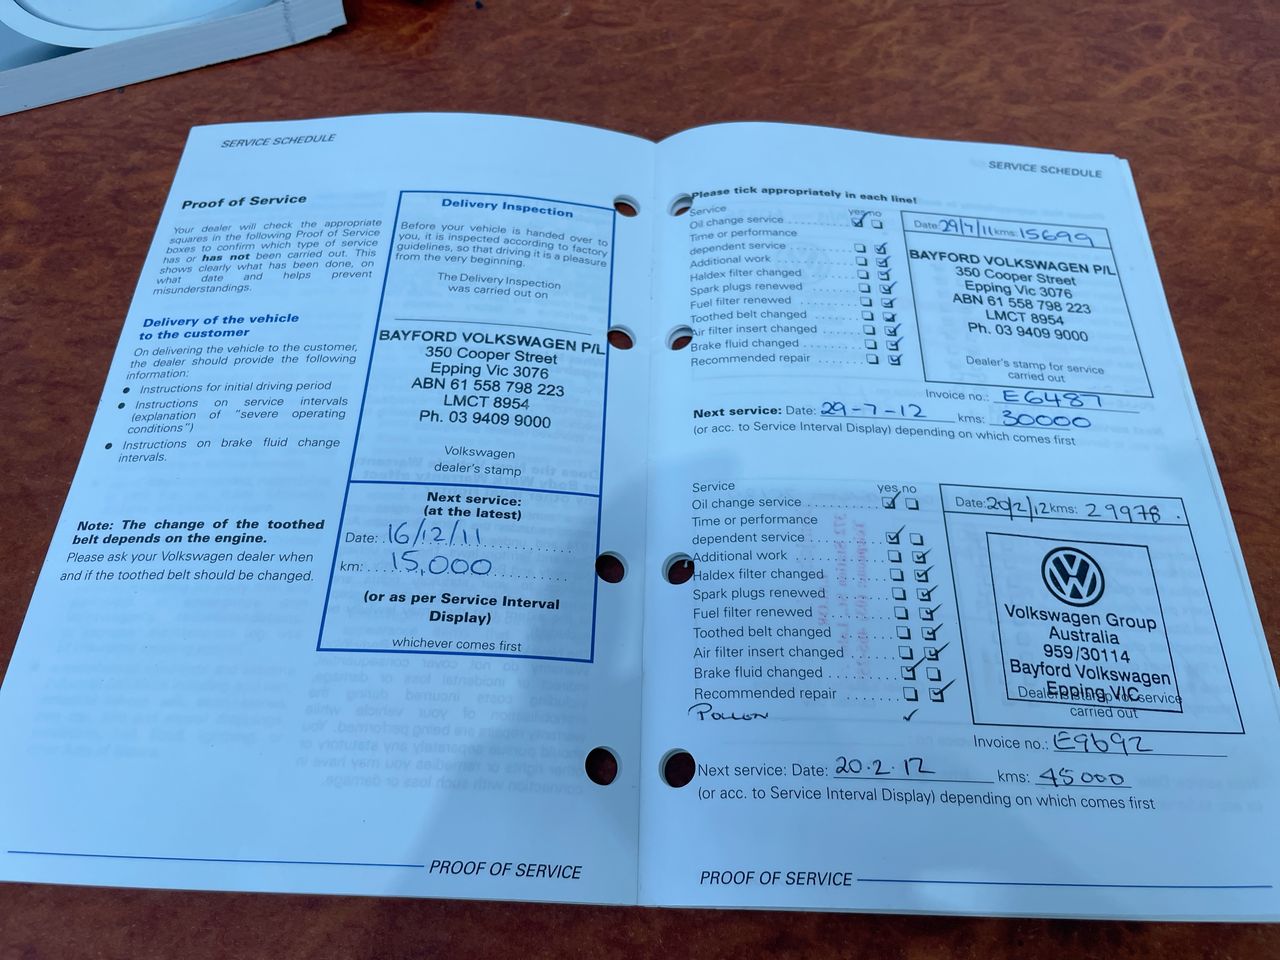 SERVICE SCHEDULE
Proof of Service
Your dealer will check the appropriate
squares in the following Proof of Service
boxes to confirm which type of service
has or has not been carried out. This
shows clearly what has been done, on
what date and helps prevent
misunderstandings.
Delivery of the vehicle
to the customer
On delivering the vehicle to the customer,
the dealer should provide the following
information:
● Instructions for initial driving period
● Instructions on service intervals
(explanation of "severe operating
conditions")
● Instructions on brake fluid change
intervals.
Note: The change of the toothed
belt depends on the engine.
Please ask your Volkswagen dealer when
and if the toothed belt should be changed.
Delivery Inspection
Before your vehicle is handed over to
you, it is inspected according to factory
guidelines, so that driving it is a pleasure
from the very beginning.
The Delivery Inspection
was carried out on
BAYFORD VOLKSWAGEN P/L
350 Cooper Street
Epping Vic 3076
ABN 61 558 798 223
LMCT 8954
Ph. 03 9409 9000
Volkswagen
dealer's stamp
Next service:
(at the latest)
Date: 16/12/11
km: 15,000
(or as per Service Interval
Display)
whichever comes first
PROOF OF SERVICE
SERVICE SCHEDULE
Please tick appropriately in each line!
Service yes no
Oil change service
Time or performance
dependent service
Additional work
Haldex filter changed
Spark plugs renewed
Fuel filter renewed
Toothed belt changed
Air filter insert changed
Brake fluid changed
Recommended repair
Date: 29/7/11 kms: 15699
BAYFORD VOLKSWAGEN P/L
350 Cooper Street
Epping Vic 3076
ABN 61 558 798 223
LMCT 8954
Ph. 03 9409 9000
Dealer's stamp for service
carried out
Invoice no.: E6487
Next service: Date: 29-7-12 kms: 30000
(or acc. to Service Interval Display) depending on which comes first
Service yes no
Oil change service
Time or performance
dependent service
Additional work
Haldex filter changed
Spark plugs renewed
Fuel filter renewed
Toothed belt changed
Air filter insert changed
Brake fluid changed
Recommended repair
Pollen ✓
Date: 20/2/12 kms: 29978.
Volkswagen Group
Australia
959/30114
Bayford Volkswagen
Epping VIC
Dealer's stamp for service
carried out
Invoice no.: E9692
Next service: Date: 20.2.12 kms: 45000
(or acc. to Service Interval Display) depending on which comes first
PROOF OF SERVICE